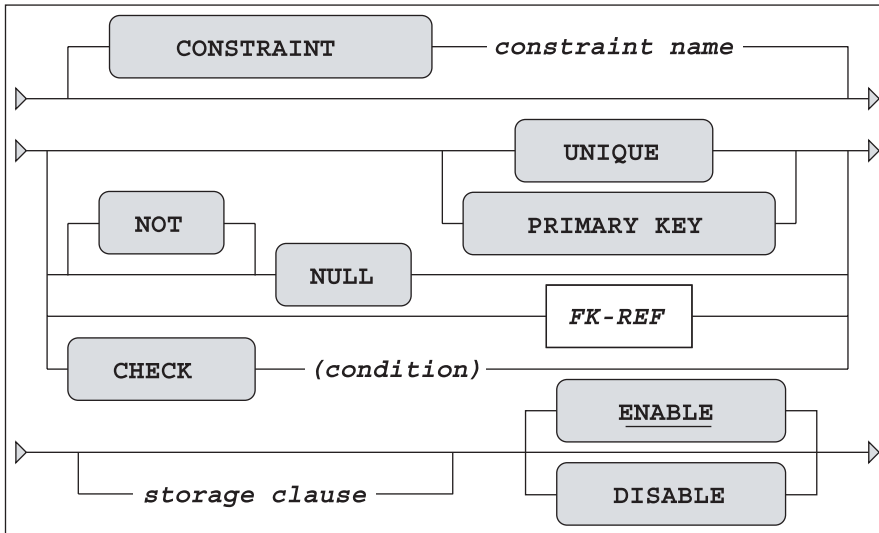 CONSTRAINT constraint name
UNIQUE
NOT PRIMARY KEY
NULL
FK-REF
CHECK (condition)
ENABLE
storage clause DISABLE